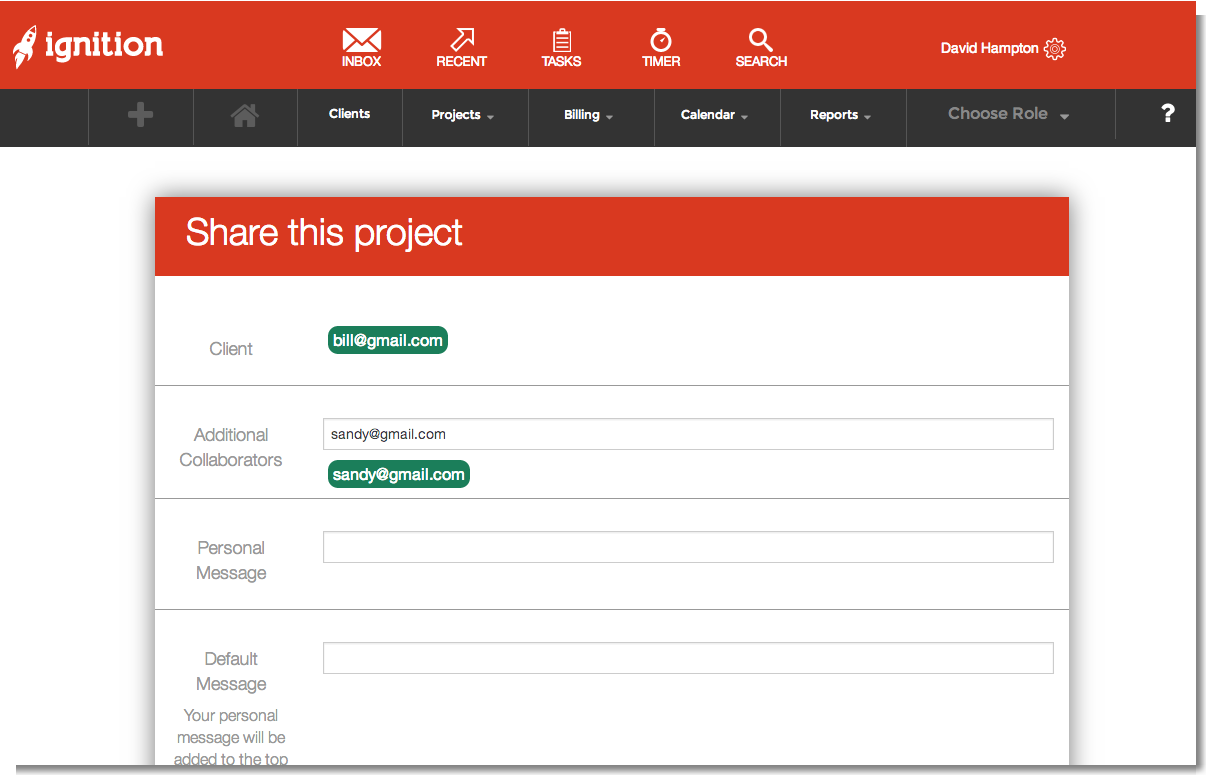 ignition
INBOX
RECENT
TASKS
TIMER
SEARCH
David Hampton
Clients
Projects
Billing
Calendar
Reports
Choose Role
?
Share this project
Client
bill@gmail.com
Additional
Collaborators
sandy@gmail.com
sandy@gmail.com
Personal
Message
Default
Message
Your personal
message will be
added to the top